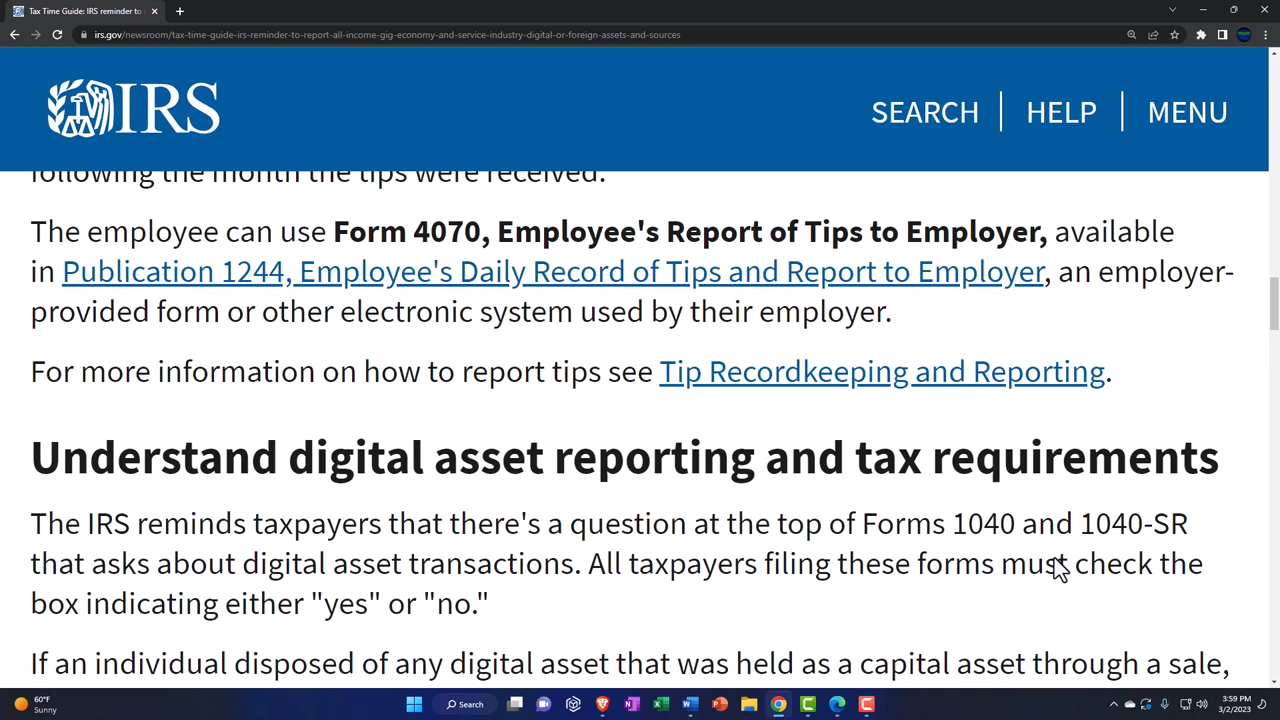 Tax Time Guide: IRS reminder to
irs.gov/newsroom/tax-time-guide-irs-reminder-to-report-all-income-gig-economy-and-service-industry-digital-or-foreign-assets-and-sources
IRS
SEARCH
HELP
MENU
following the month the tips were received.
The employee can use Form 4070, Employee's Report of Tips to Employer, available
in Publication 1244, Employee's Daily Record of Tips and Report to Employer, an employer-
provided form or other electronic system used by their employer.
For more information on how to report tips see Tip Recordkeeping and Reporting.
Understand digital asset reporting and tax requirements
The IRS reminds taxpayers that there's a question at the top of Forms 1040 and 1040-SR
that asks about digital asset transactions. All taxpayers filing these forms must check the
box indicating either "yes" or "no."
If an individual disposed of any digital asset that was held as a capital asset through a sale,
60°F
Sunny
Search
3:59 PM
3/2/2023